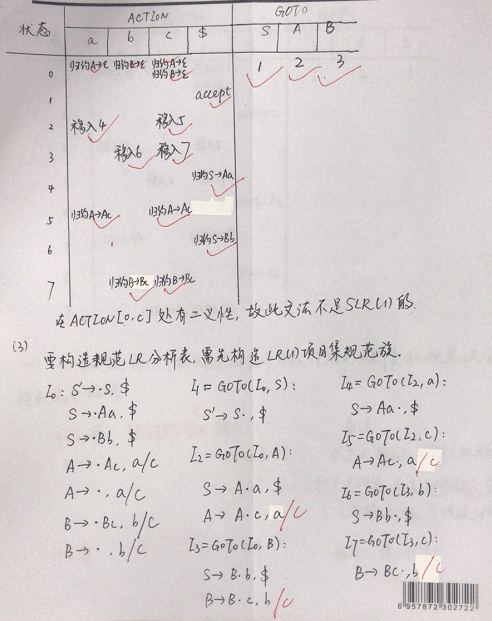 状态 ACTION GOTO
a b c $ S A B
0 归约A→ε 归约B→ε 归约A→ε 1 2 3
归约B→ε
1 accept
2 移入4 移入5
3 移入6 移入7
4 归约S→Aa
5 归约A→Ac 归约A→Ac
6 归约S→Bb
7 归约B→Bc 归约B→Bc
在ACTION[0,c]处有二义性，故此文法不是SLR(1)的.
(3) 要构造规范LR分析表，需先构造LR(1)项目集规范族.
I0: S'→·S, $
S→·Aa, $
S→·Bb, $
A→·Ac, a/c
A→·, a/c
B→·Bc, b/c
B→·, b/c
I1=GOTO(I0, S):
S'→S·, $
I2=GOTO(I0, A):
S→A·a, $
A→A·c, a/c
I3=GOTO(I0, B):
S→B·b, $
B→B·c, b/c
I4=GOTO(I2, a):
S→Aa·, $
I5=GOTO(I2, c):
A→Ac, a/c
I6=GOTO(I3, b):
S→Bb·, $
I7=GOTO(I3, c):
B→Bc·, b/c
6 957872 302722